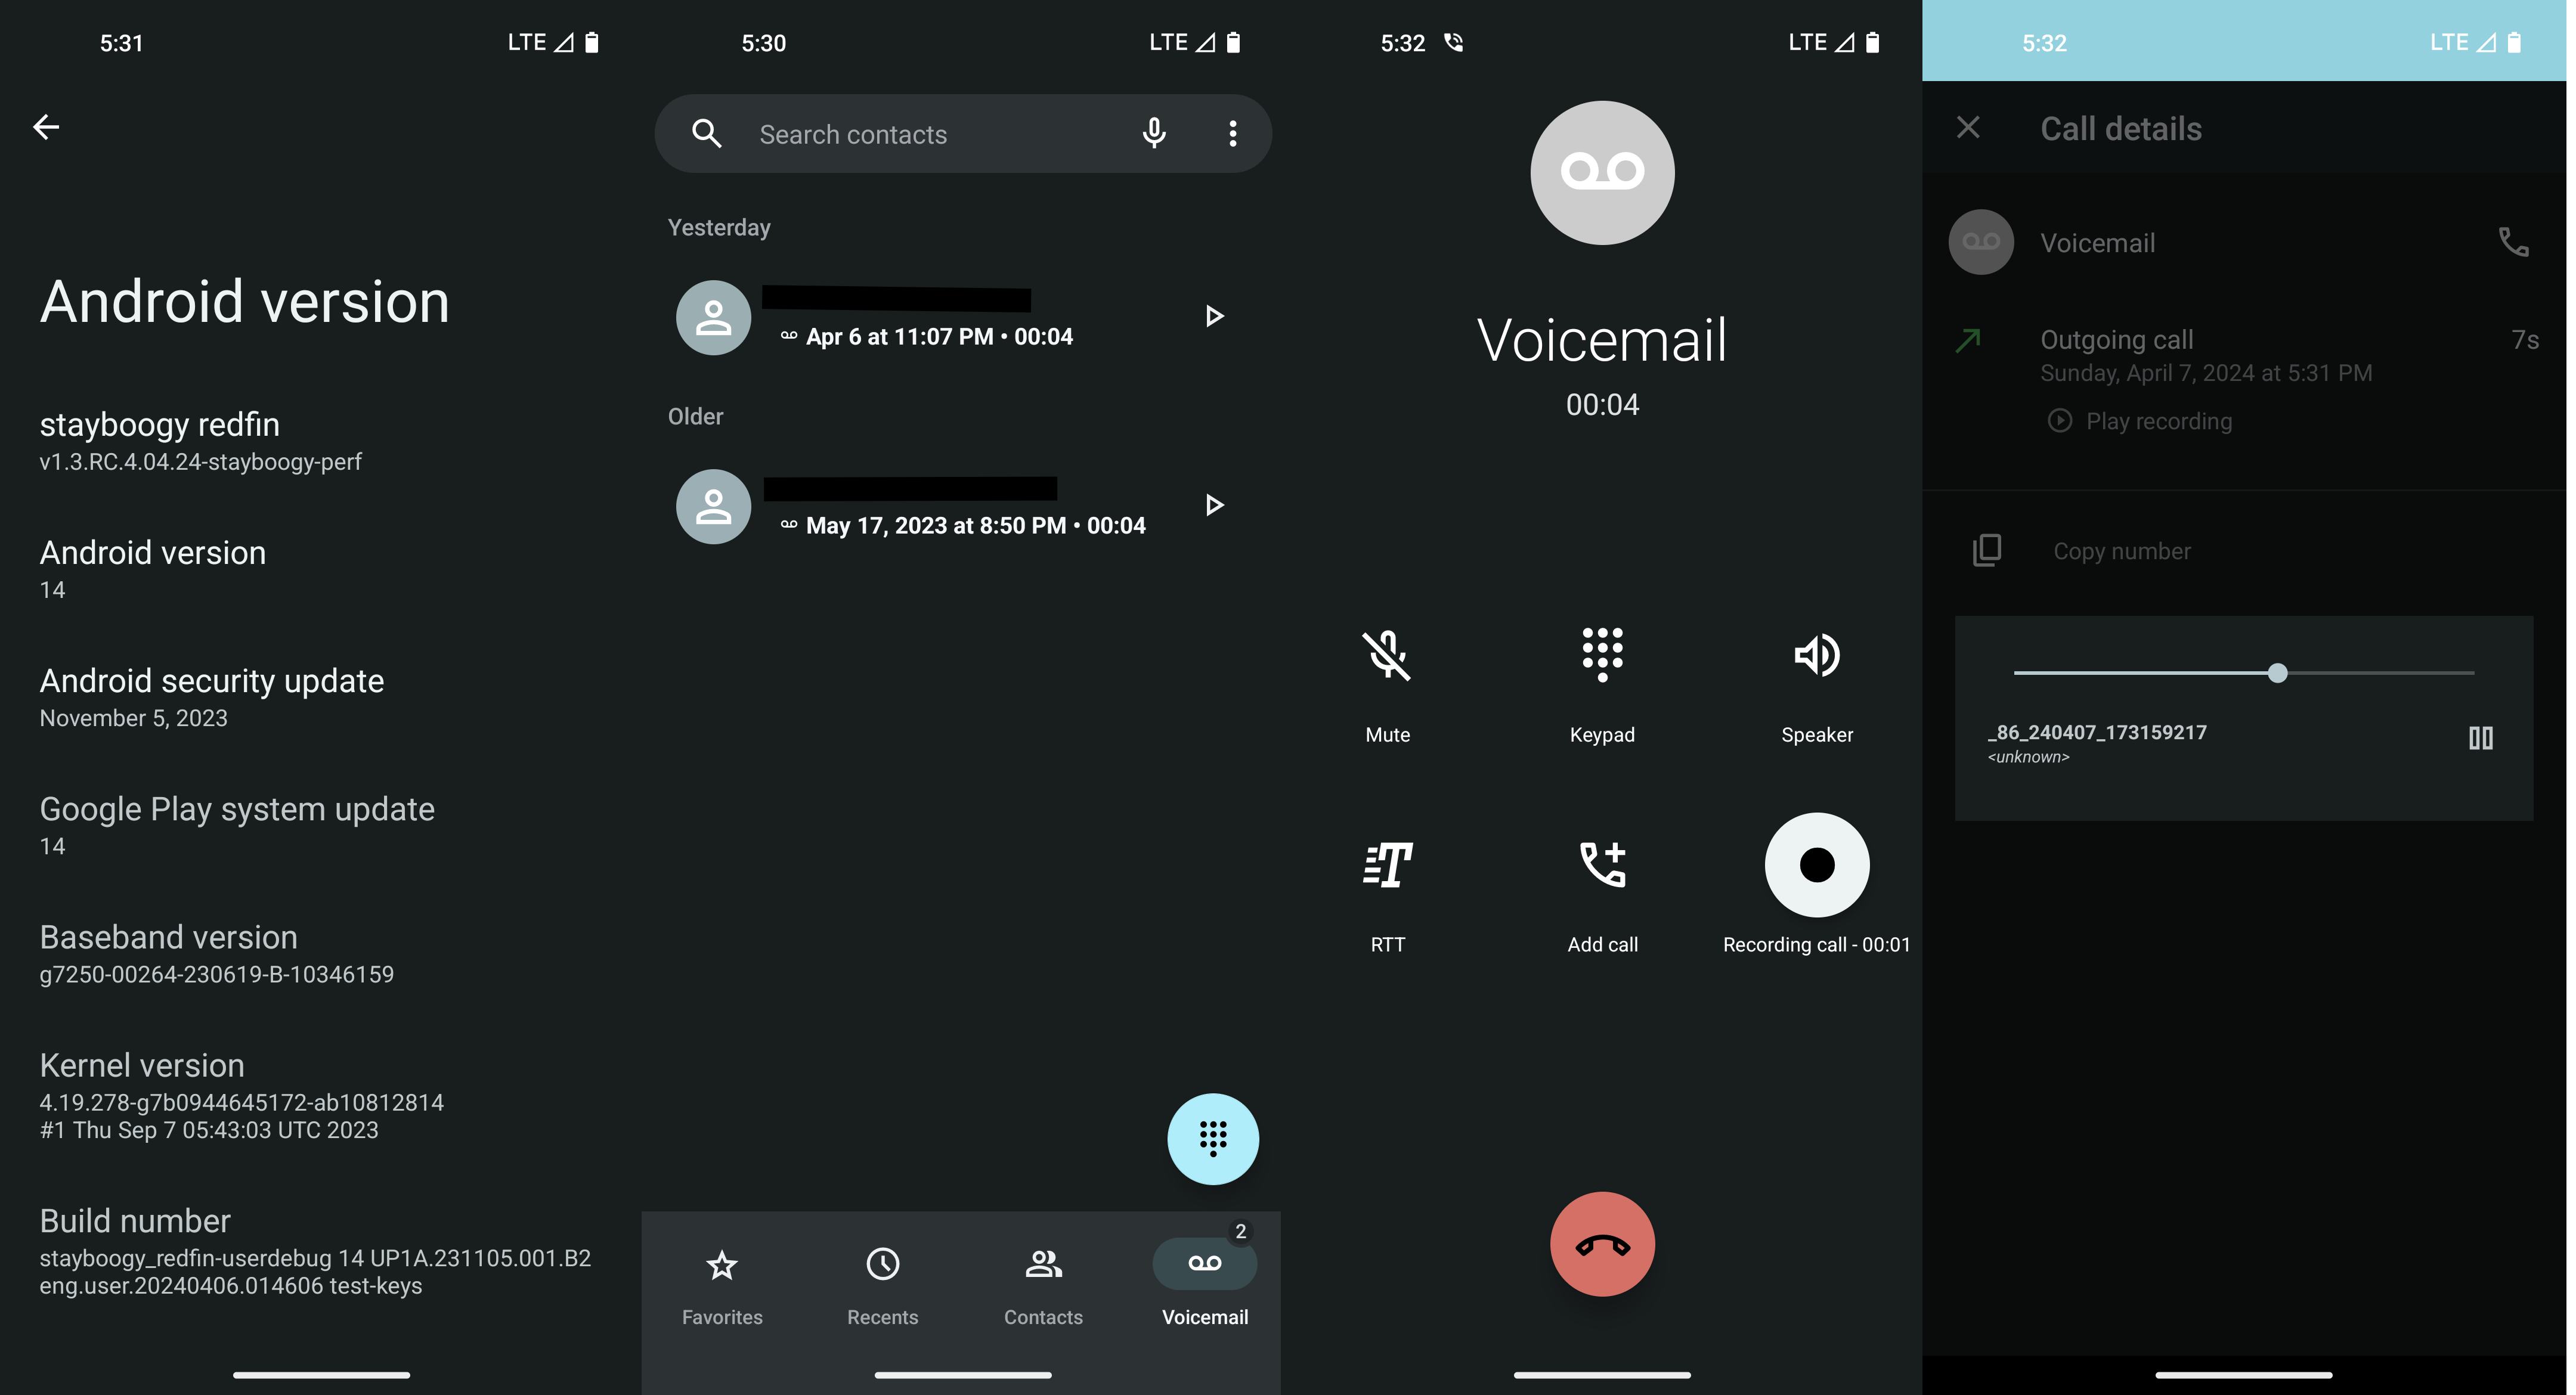 5:31
LTE
Android version
stayboogy redfin
v1.3.RC.4.04.24-stayboogy-perf
Android version
14
Android security update
November 5, 2023
Google Play system update
14
Baseband version
g7250-00264-230619-B-10346159
Kernel version
4.19.278-g7b0944645172-ab10812814
#1 Thu Sep 7 05:43:03 UTC 2023
Build number
stayboogy_redfin-userdebug 14 UP1A.231105.001.B2
eng.user.20240406.014606 test-keys
5:30
LTE
Search contacts
Yesterday
Apr 6 at 11:07 PM • 00:04
Older
May 17, 2023 at 8:50 PM • 00:04
2
Favorites
Recents
Contacts
Voicemail
5:32
LTE
Voicemail
00:04
Mute
Keypad
Speaker
RTT
Add call
Recording call - 00:01
5:32
LTE
Call details
Voicemail
Outgoing call
7s
Sunday, April 7, 2024 at 5:31 PM
Play recording
Copy number
_86_240407_173159217
<unknown>